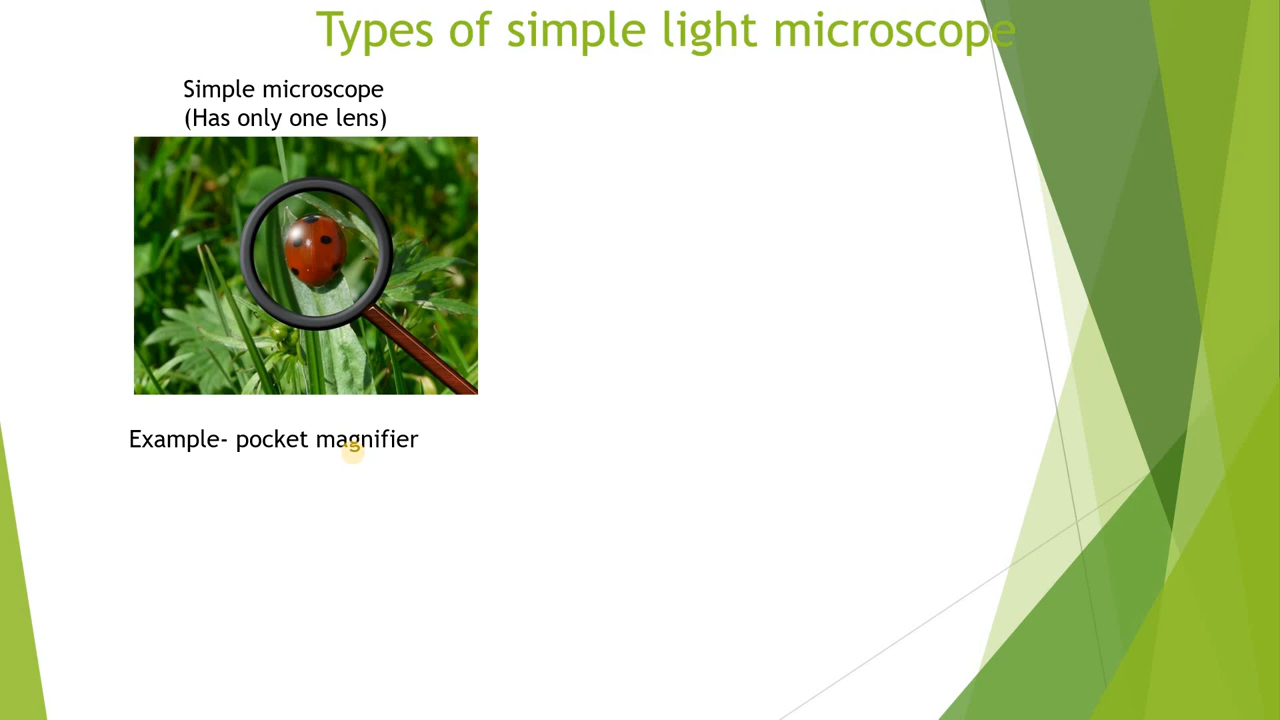 Types of simple light microscope
Simple microscope
(Has only one lens)
Example- pocket magnifier